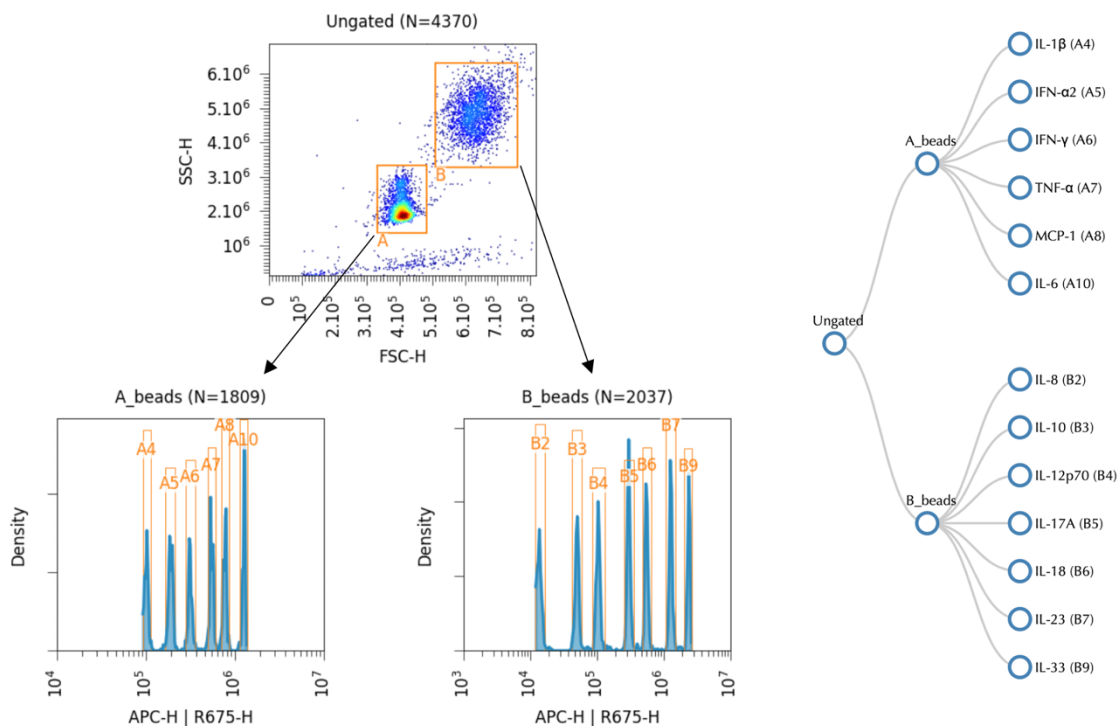 Ungated (N=4370)
SSC-H
6.10⁶
5.10⁶
4.10⁶
3.10⁶
2.10⁶
10⁶
B
A
0
10⁵
2.10⁵
3.10⁵
4.10⁵
5.10⁵
6.10⁵
7.10⁵
8.10⁵
FSC-H
A_beads (N=1809)
Density
A4
A5
A6
A7
A8
A10
10⁴
10⁵
10⁶
10⁷
APC-H | R675-H
B_beads (N=2037)
Density
B2
B3
B4
B5
B6
B7
B9
10³
10⁴
10⁵
10⁶
10⁷
APC-H | R675-H
Ungated
A_beads
IL-1β (A4)
IFN-α2 (A5)
IFN-γ (A6)
TNF-α (A7)
MCP-1 (A8)
IL-6 (A10)
B_beads
IL-8 (B2)
IL-10 (B3)
IL-12p70 (B4)
IL-17A (B5)
IL-18 (B6)
IL-23 (B7)
IL-33 (B9)